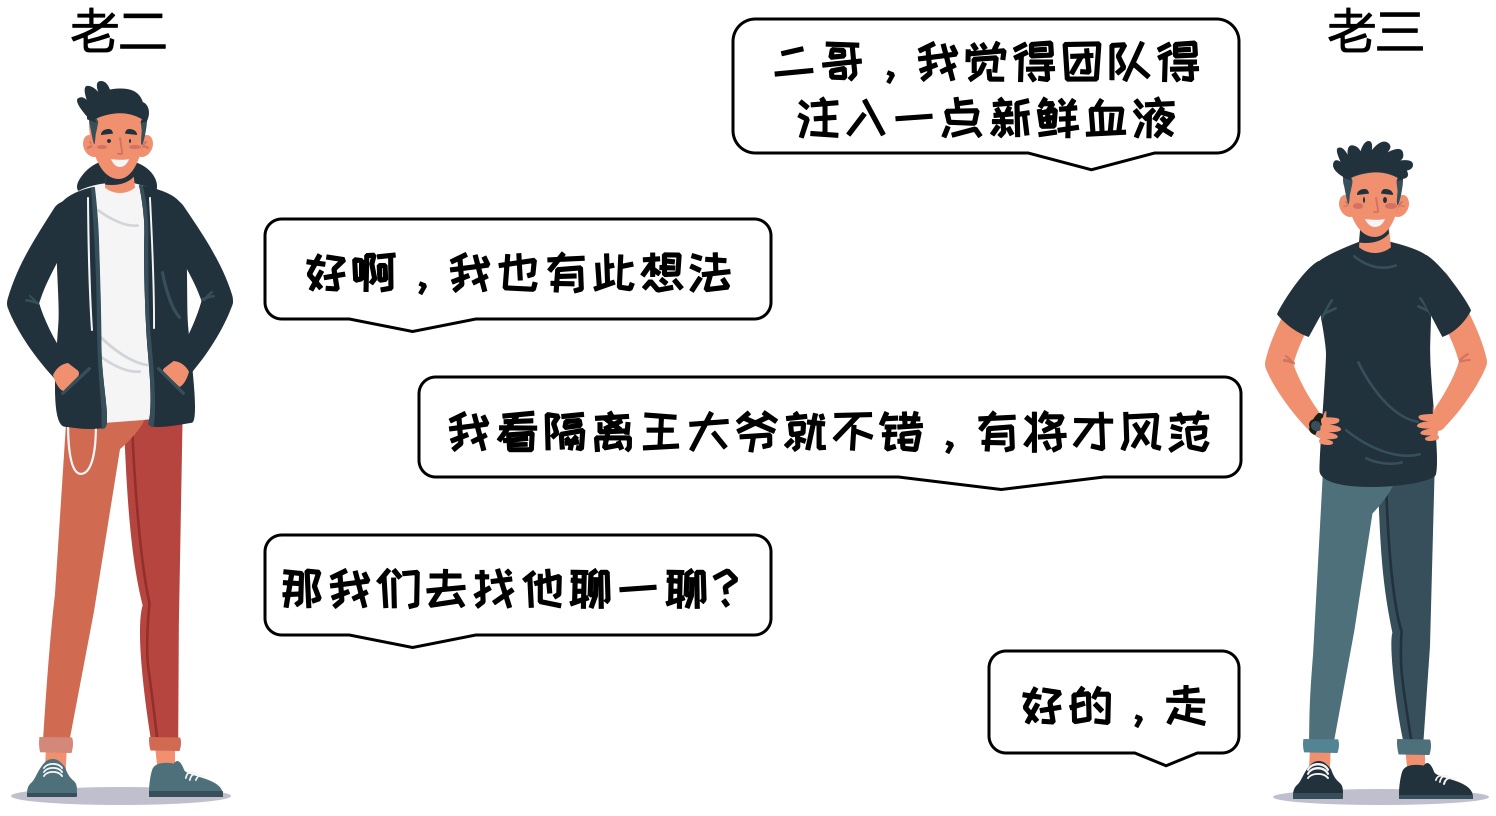 老二
老三
二哥，我觉得团队得
注入一点新鲜血液
好啊，我也有此想法
我看隔离王大爷就不错，有将才风范
那我们去找他聊一聊？
好的，走